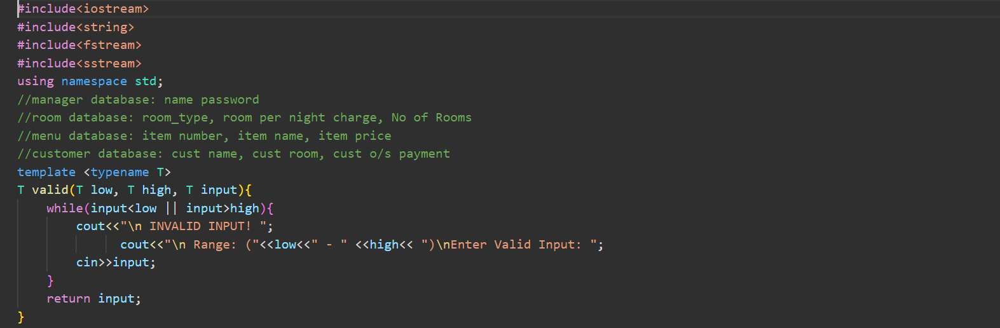 #include<iostream>
#include<string>
#include<fstream>
#include<sstream>
using namespace std;
//manager database: name password
//room database: room_type, room per night charge, No of Rooms
//menu database: item number, item name, item price
//customer database: cust name, cust room, cust o/s payment
template <typename T>
T valid(T low, T high, T input){
    while(input<low || input>high){
        cout<<"\n INVALID INPUT! ";
              cout<<"\n Range: ("<<low<<" - " <<high<< ")\nEnter Valid Input: ";
        cin>>input;
    }
    return input;
}